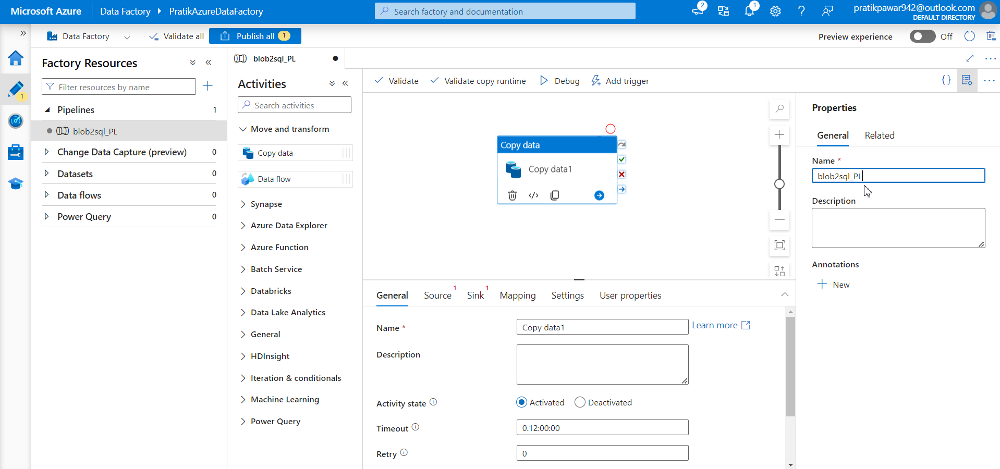 Microsoft Azure
Data Factory
PratikAzureDataFactory
Search factory and documentation
2
1
pratikpawar942@outlook.com
DEFAULT DIRECTORY
Data Factory
Validate all
Publish all
1
Preview experience
Off
1
Factory Resources
Filter resources by name
Pipelines
1
blob2sql_PL
Change Data Capture (preview)
0
Datasets
0
Data flows
0
Power Query
0
blob2sql_PL
Activities
Search activities
Move and transform
Copy data
Data flow
Synapse
Azure Data Explorer
Azure Function
Batch Service
Databricks
Data Lake Analytics
General
HDInsight
Iteration & conditionals
Machine Learning
Power Query
Validate
Validate copy runtime
Debug
Add trigger
{}
Copy data
Copy data1
General
Source
1
Sink
1
Mapping
Settings
User properties
Name *
Copy data1
Learn more
Description
Activity state
Activated
Deactivated
Timeout
0.12:00:00
Retry
0
Properties
General
Related
Name *
blob2sql_PL
Description
Annotations
New